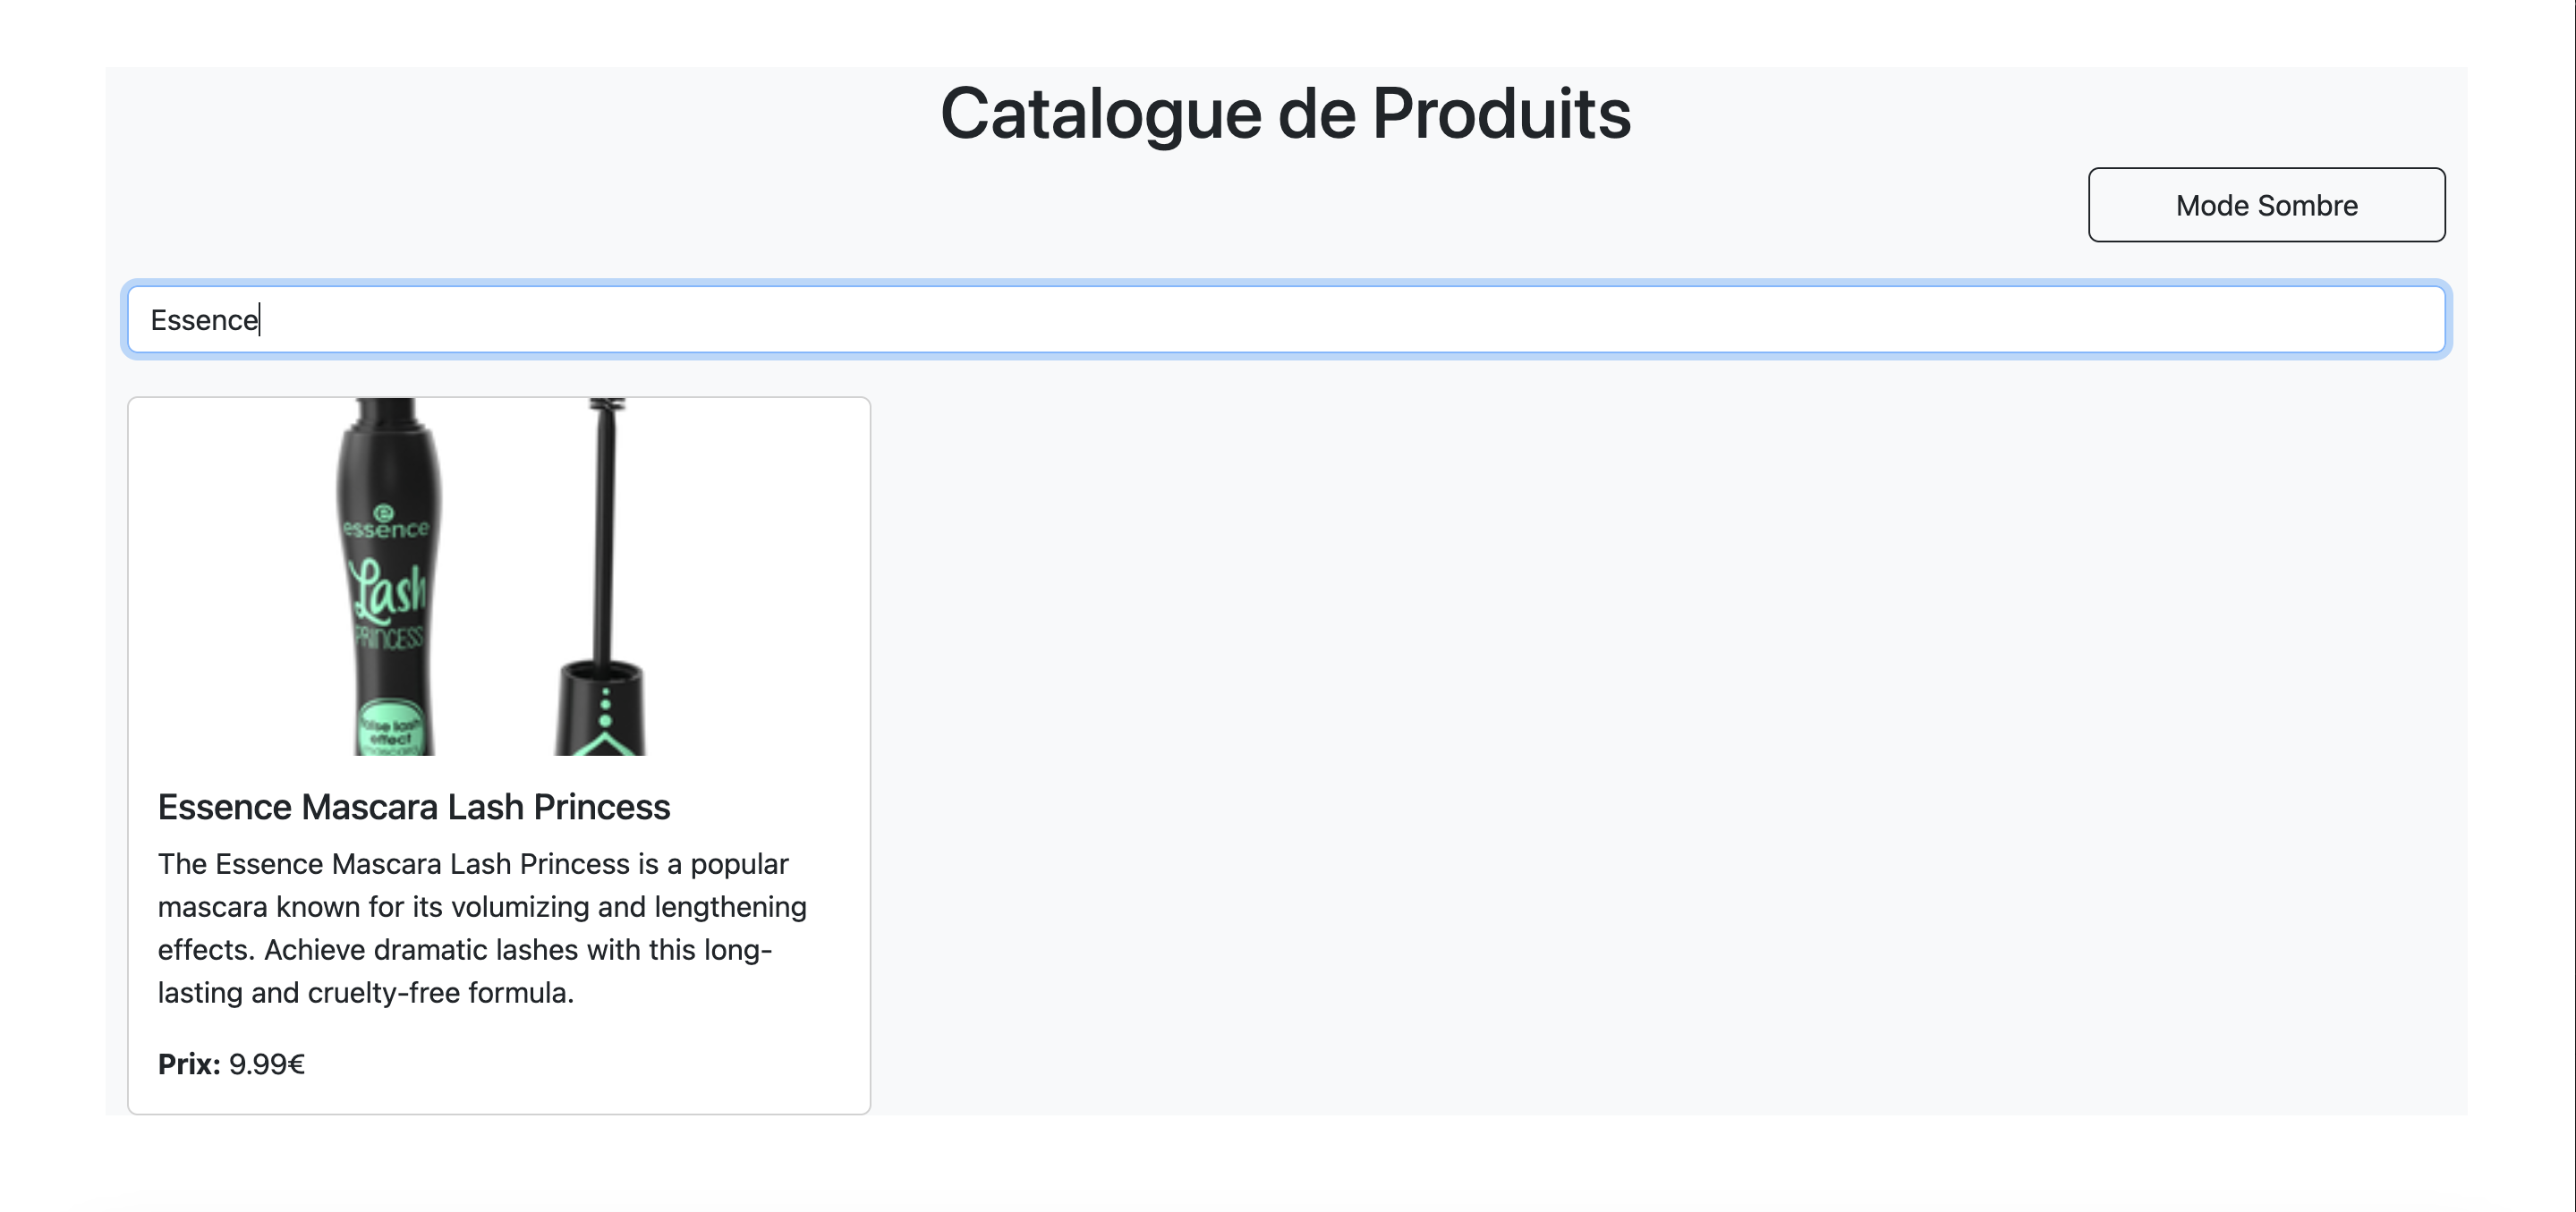 Catalogue de Produits
Mode Sombre
Essence
essence
Lash
PRINCESS
false lash
effect
mascara
Essence Mascara Lash Princess
The Essence Mascara Lash Princess is a popular
mascara known for its volumizing and lengthening
effects. Achieve dramatic lashes with this long-
lasting and cruelty-free formula.
Prix: 9.99€